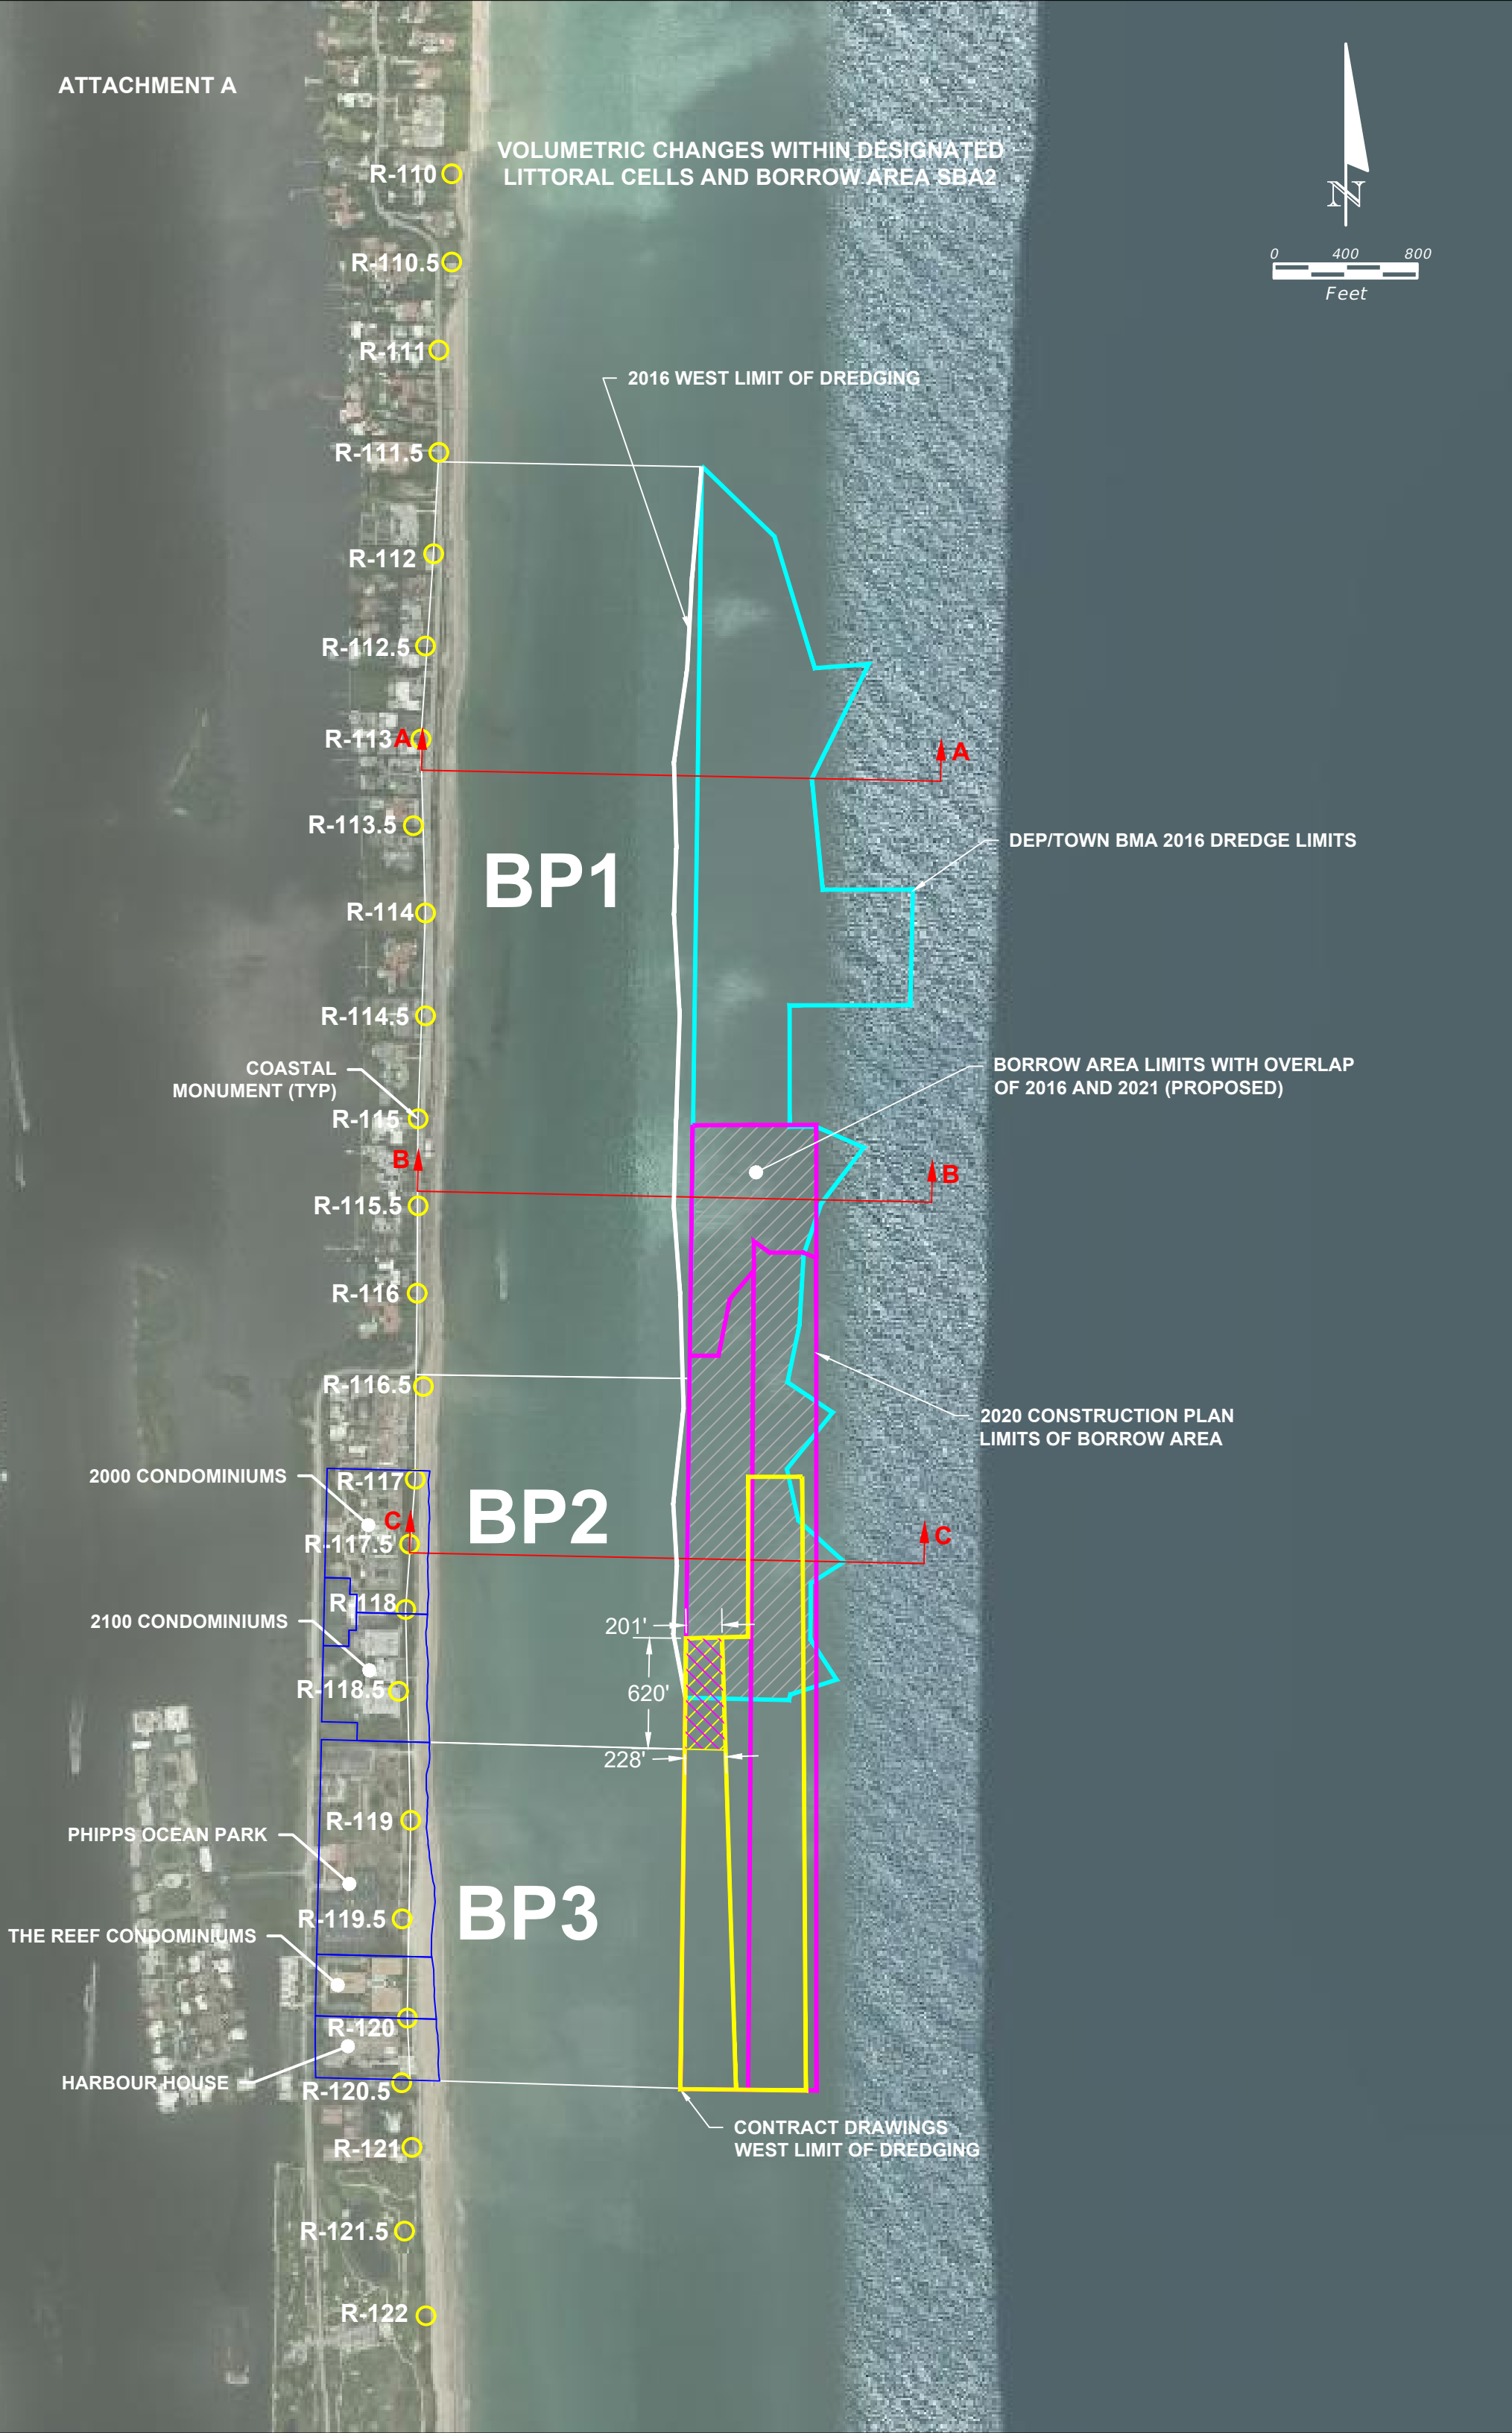 ATTACHMENT A
VOLUMETRIC CHANGES WITHIN DESIGNATED
LITTORAL CELLS AND BORROW AREA SBA2
N
0 400 800
Feet
R-110
R-110.5
R-111
2016 WEST LIMIT OF DREDGING
R-111.5
R-112
R-112.5
R-113
A
A
R-113.5
DEP/TOWN BMA 2016 DREDGE LIMITS
BP1
R-114
R-114.5
COASTAL
MONUMENT (TYP)
BORROW AREA LIMITS WITH OVERLAP
OF 2016 AND 2021 (PROPOSED)
R-115
B
B
R-115.5
R-116
R-116.5
2020 CONSTRUCTION PLAN
LIMITS OF BORROW AREA
2000 CONDOMINIUMS
R-117
BP2
C
C
R-117.5
R-118
2100 CONDOMINIUMS
201'
620'
R-118.5
228'
R-119
PHIPPS OCEAN PARK
BP3
R-119.5
THE REEF CONDOMINIUMS
R-120
HARBOUR HOUSE
R-120.5
CONTRACT DRAWINGS
WEST LIMIT OF DREDGING
R-121
R-121.5
R-122